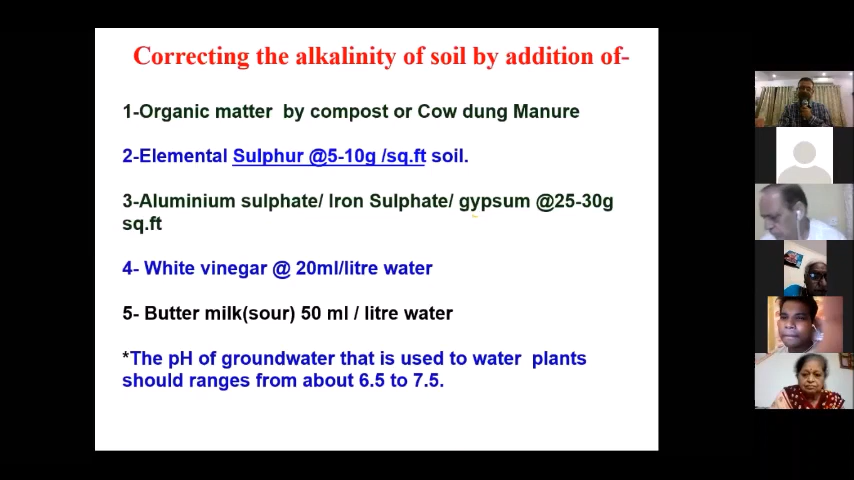 Correcting the alkalinity of soil by addition of-
1-Organic matter by compost or Cow dung Manure
2-Elemental Sulphur @5-10g /sq.ft soil.
3-Aluminium sulphate/ Iron Sulphate/ gypsum @25-30g
sq.ft
4- White vinegar @ 20ml/litre water
5- Butter milk(sour) 50 ml / litre water
*The pH of groundwater that is used to water plants
should ranges from about 6.5 to 7.5.